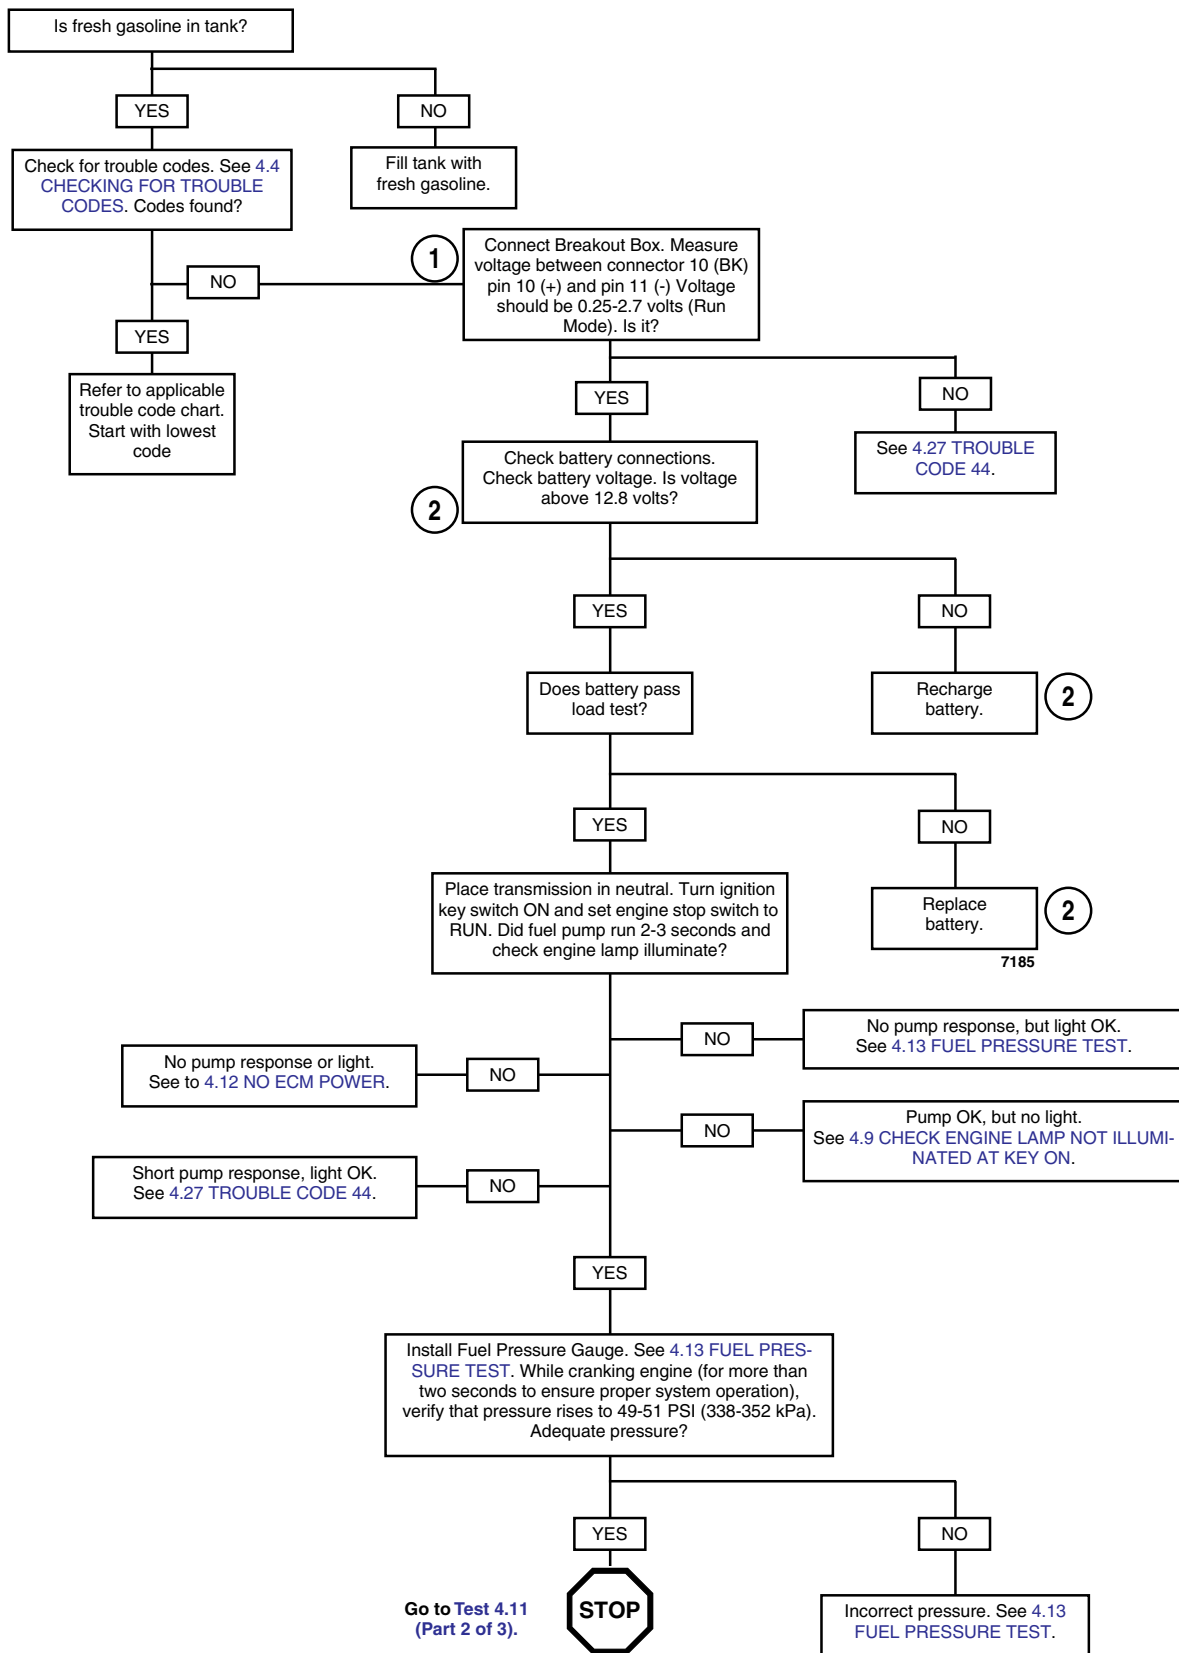 Is fresh gasoline in tank?
YES
NO
Check for trouble codes. See 4.4
CHECKING FOR TROUBLE
CODES. Codes found?
Fill tank with
fresh gasoline.
NO
1
Connect Breakout Box. Measure
voltage between connector 10 (BK)
pin 10 (+) and pin 11 (-) Voltage
should be 0.25-2.7 volts (Run
Mode). Is it?
YES
Refer to applicable
trouble code chart.
Start with lowest
code
YES
NO
See 4.27 TROUBLE
CODE 44.
2
Check battery connections.
Check battery voltage. Is voltage
above 12.8 volts?
YES
NO
Does battery pass
load test?
Recharge
battery.
2
YES
NO
Place transmission in neutral. Turn ignition
key switch ON and set engine stop switch to
RUN. Did fuel pump run 2-3 seconds and
check engine lamp illuminate?
Replace
battery.
2
7185
NO
No pump response, but light OK.
See 4.13 FUEL PRESSURE TEST.
No pump response or light.
See to 4.12 NO ECM POWER.
NO
NO
Pump OK, but no light.
See 4.9 CHECK ENGINE LAMP NOT ILLUMI-
NATED AT KEY ON.
Short pump response, light OK.
See 4.27 TROUBLE CODE 44.
NO
YES
Install Fuel Pressure Gauge. See 4.13 FUEL PRES-
SURE TEST. While cranking engine (for more than
two seconds to ensure proper system operation),
verify that pressure rises to 49-51 PSI (338-352 kPa).
Adequate pressure?
YES
NO
Go to Test 4.11
(Part 2 of 3).
STOP
Incorrect pressure. See 4.13
FUEL PRESSURE TEST.